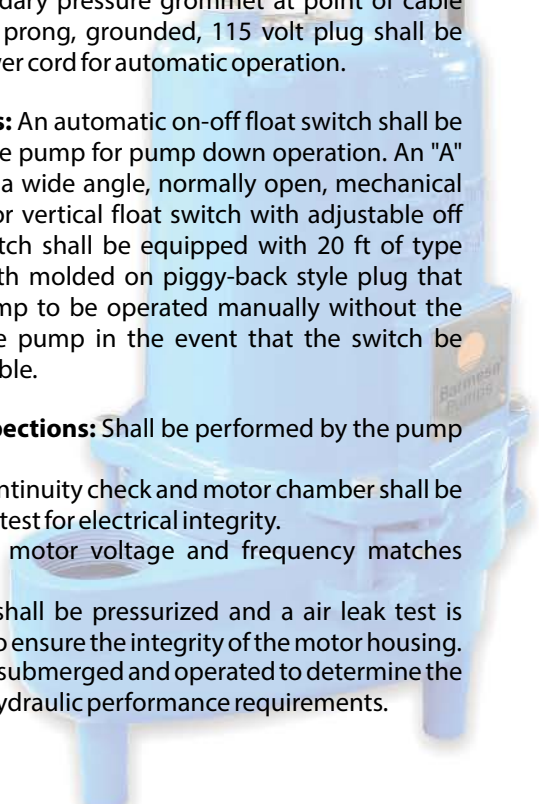 dary pressure grommet at point of cable
prong, grounded, 115 volt plug shall be
ver cord for automatic operation.
s: An automatic on-off float switch shall be
e pump for pump down operation. An "A"
a wide angle, normally open, mechanical
or vertical float switch with adjustable off
tch shall be equipped with 20 ft of type
th molded on piggy-back style plug that
mp to be operated manually without the
e pump in the event that the switch be
ble.
pections: Shall be performed by the pump
ntinuity check and motor chamber shall be
test for electrical integrity.
motor voltage and frequency matches
shall be pressurized and a air leak test is
o ensure the integrity of the motor housing.
submerged and operated to determine the
ydraulic performance requirements.
Barmesa
Pumps